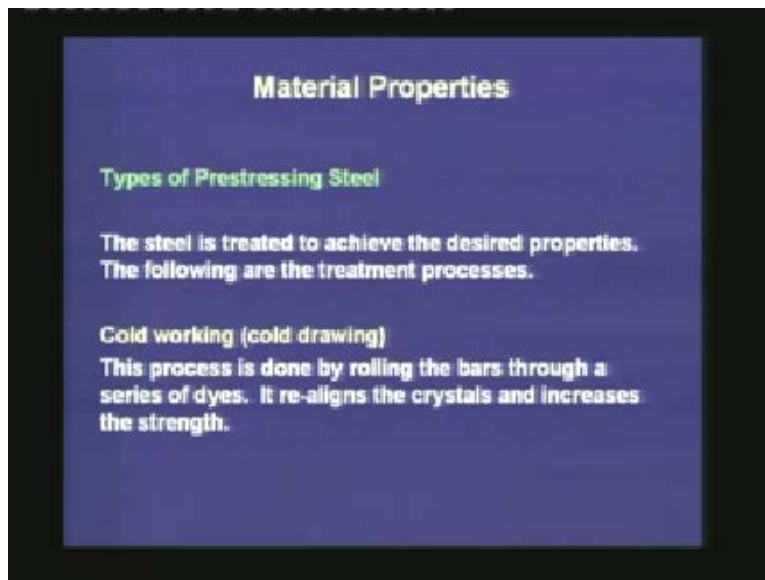 Material Properties
Types of Prestressing Steel
The steel is treated to achieve the desired properties.
The following are the treatment processes.
Cold working (cold drawing)
This process is done by rolling the bars through a
series of dyes. It re-aligns the crystals and increases
the strength.